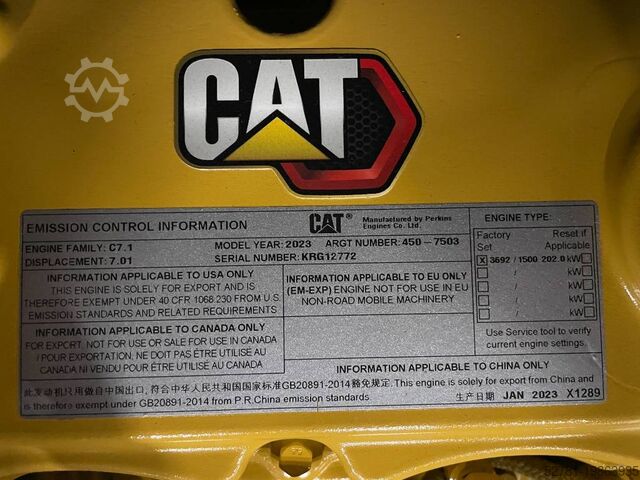 CAT
EMISSION CONTROL INFORMATION
CAT® Manufactured by Perkins
Engines Co. Ltd.
ENGINE FAMILY: C7.1
MODEL YEAR: 2023 ARGT NUMBER: 450-7503
DISPLACEMENT: 7.01
SERIAL NUMBER: KRG12772
ENGINE TYPE:
Factory Reset if
Set Applicable
X 3692 / 1500 202.0 kW
/ kW
/ kW
Use Service tool to verify
current engine settings.
INFORMATION APPLICABLE TO USA ONLY
THIS ENGINE IS SOLELY FOR EXPORT AND IS
THEREFORE EXEMPT UNDER 40 CFR 1068.230 FROM U.S.
EMISSION STANDARDS AND RELATED REQUIREMENTS
INFORMATION APPLICABLE TO EU ONLY
(EM-EXP) ENGINE NOT FOR USE IN EU
NON-ROAD MOBILE MACHINERY
INFORMATION APPLICABLE TO CANADA ONLY
FOR EXPORT. NOT FOR USE OR SALE FOR USE IN CANADA
/ POUR EXPORTATION. NE DOIT PAS ÊTRE UTILISÉ AU
CANADA NI VENDU POUR ÊTRE UTILISÉ AU CANADA
INFORMATION APPLICABLE TO CHINA ONLY
此发动机只用做自中国出口, 符合中华人民共和国国家标准GB20891-2014豁免规定. This engine is solely for export from China and
is therefore exempt under GB20891-2014 from P.R.China emission standards.
生产日期 JAN 2023 X1289